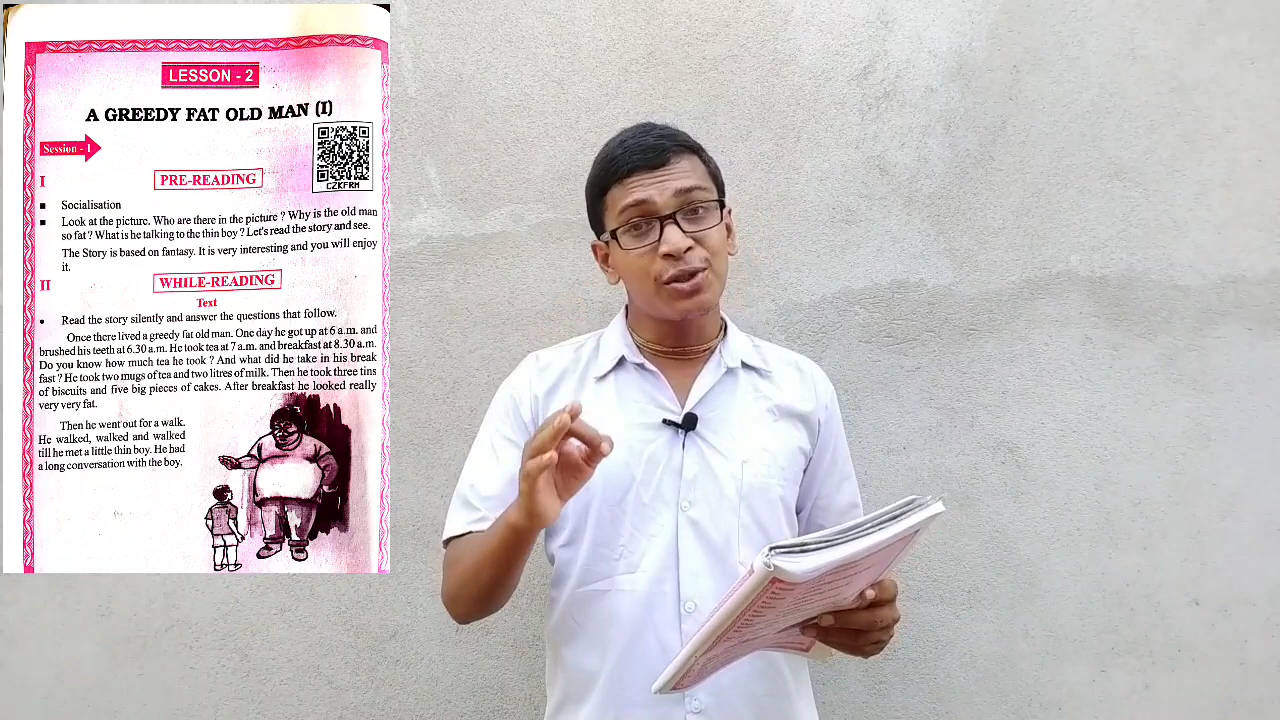 LESSON - 2
A GREEDY FAT OLD MAN (I)
Session - 1
CZKFRM
I
PRE-READING
■ Socialisation
■ Look at the picture. Who are there in the picture ? Why is the old man
so fat ? What is he talking to the thin boy ? Let's read the story and see.
The Story is based on fantasy. It is very interesting and you will enjoy
it.
II
WHILE-READING
Text
• Read the story silently and answer the questions that follow.
Once there lived a greedy fat old man. One day he got up at 6 a.m. and
brushed his teeth at 6.30 a.m. He took tea at 7 a.m. and breakfast at 8.30 a.m.
Do you know how much tea he took ? And what did he take in his break
fast ? He took two mugs of tea and two litres of milk. Then he took three tins
of biscuits and five big pieces of cakes. After breakfast he looked really
very very fat.
Then he went out for a walk.
He walked, walked and walked
till he met a little thin boy. He had
a long conversation with the boy.